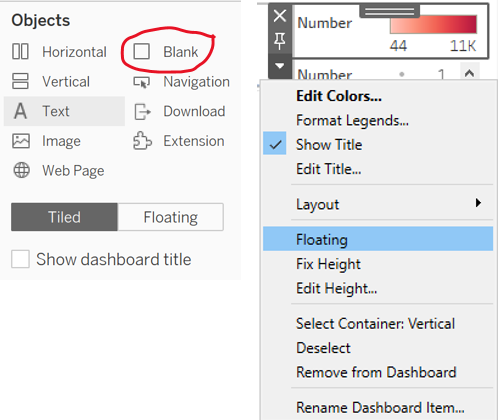 Objects
Horizontal Blank
Vertical Navigation
A Text Download
Image Extension
Web Page
Tiled Floating
Show dashboard title
Number
44 11K
Number 1
Edit Colors...
Format Legends...
Show Title
Edit Title...
Layout
Floating
Fix Height
Edit Height...
Select Container: Vertical
Deselect
Remove from Dashboard
Rename Dashboard Item...